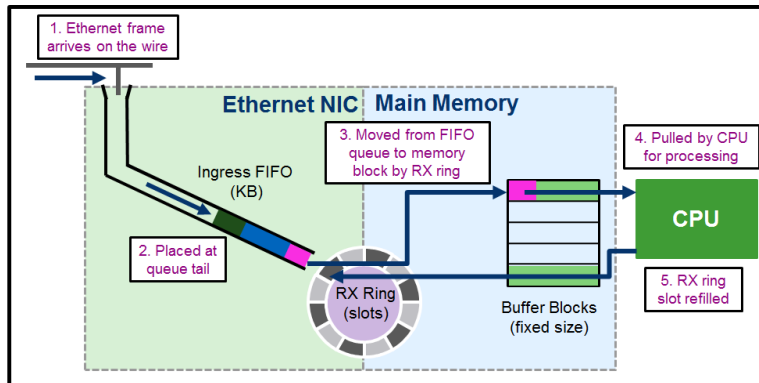 1. Ethernet frame
arrives on the wire
Ethernet NIC
Main Memory
3. Moved from FIFO
queue to memory
block by RX ring
4. Pulled by CPU
for processing
Ingress FIFO
(KB)
2. Placed at
queue tail
CPU
RX Ring
(slots)
Buffer Blocks
(fixed size)
5. RX ring
slot refilled